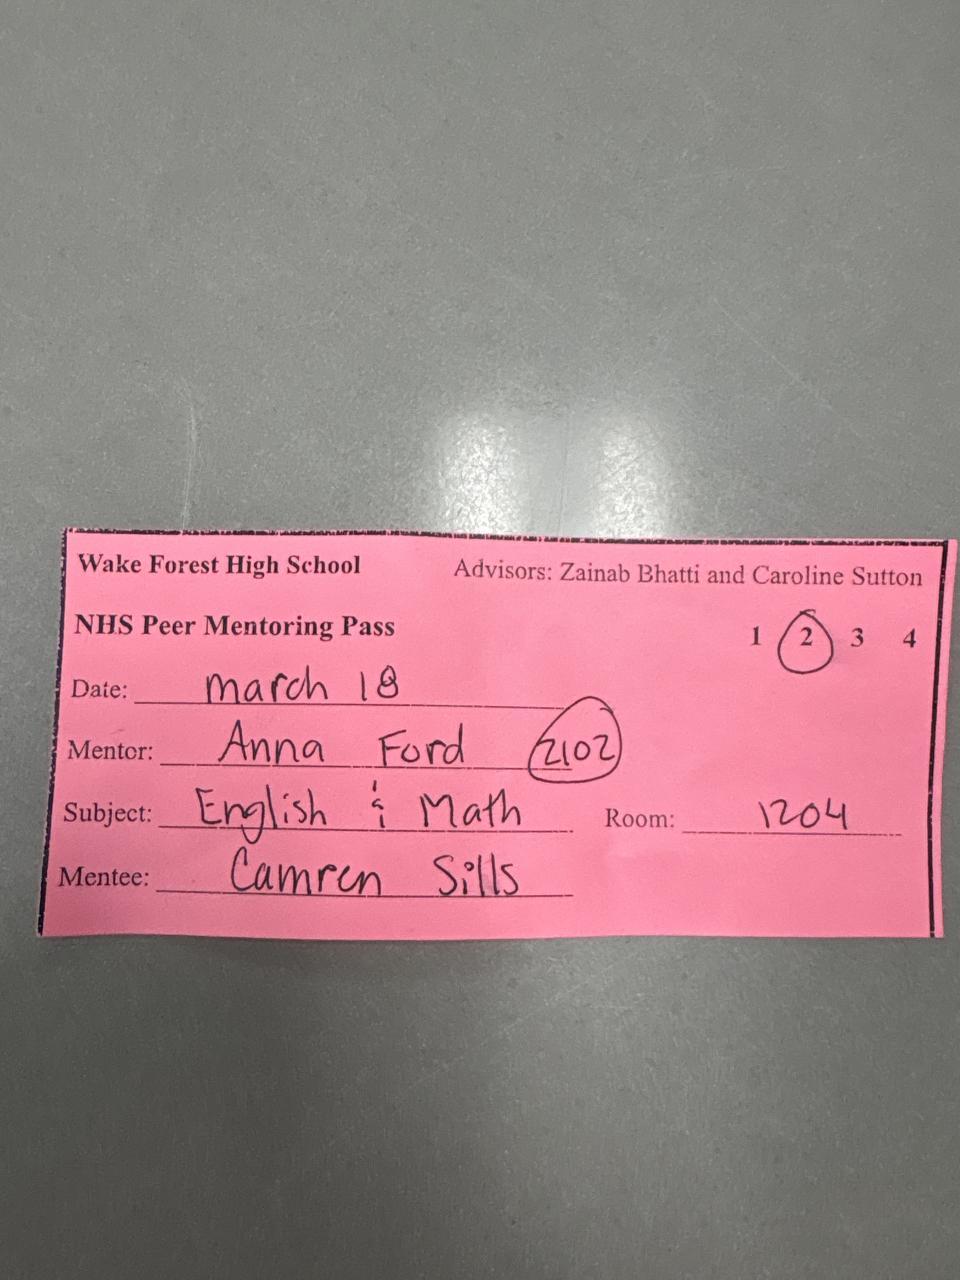 Wake Forest High School Advisors: Zainab Bhatti and Caroline Sutton
NHS Peer Mentoring Pass 1 2 3 4
Date: March 18
Mentor: Anna Ford 2102
Subject: English & Math Room: 1204
Mentee: Camren Sills